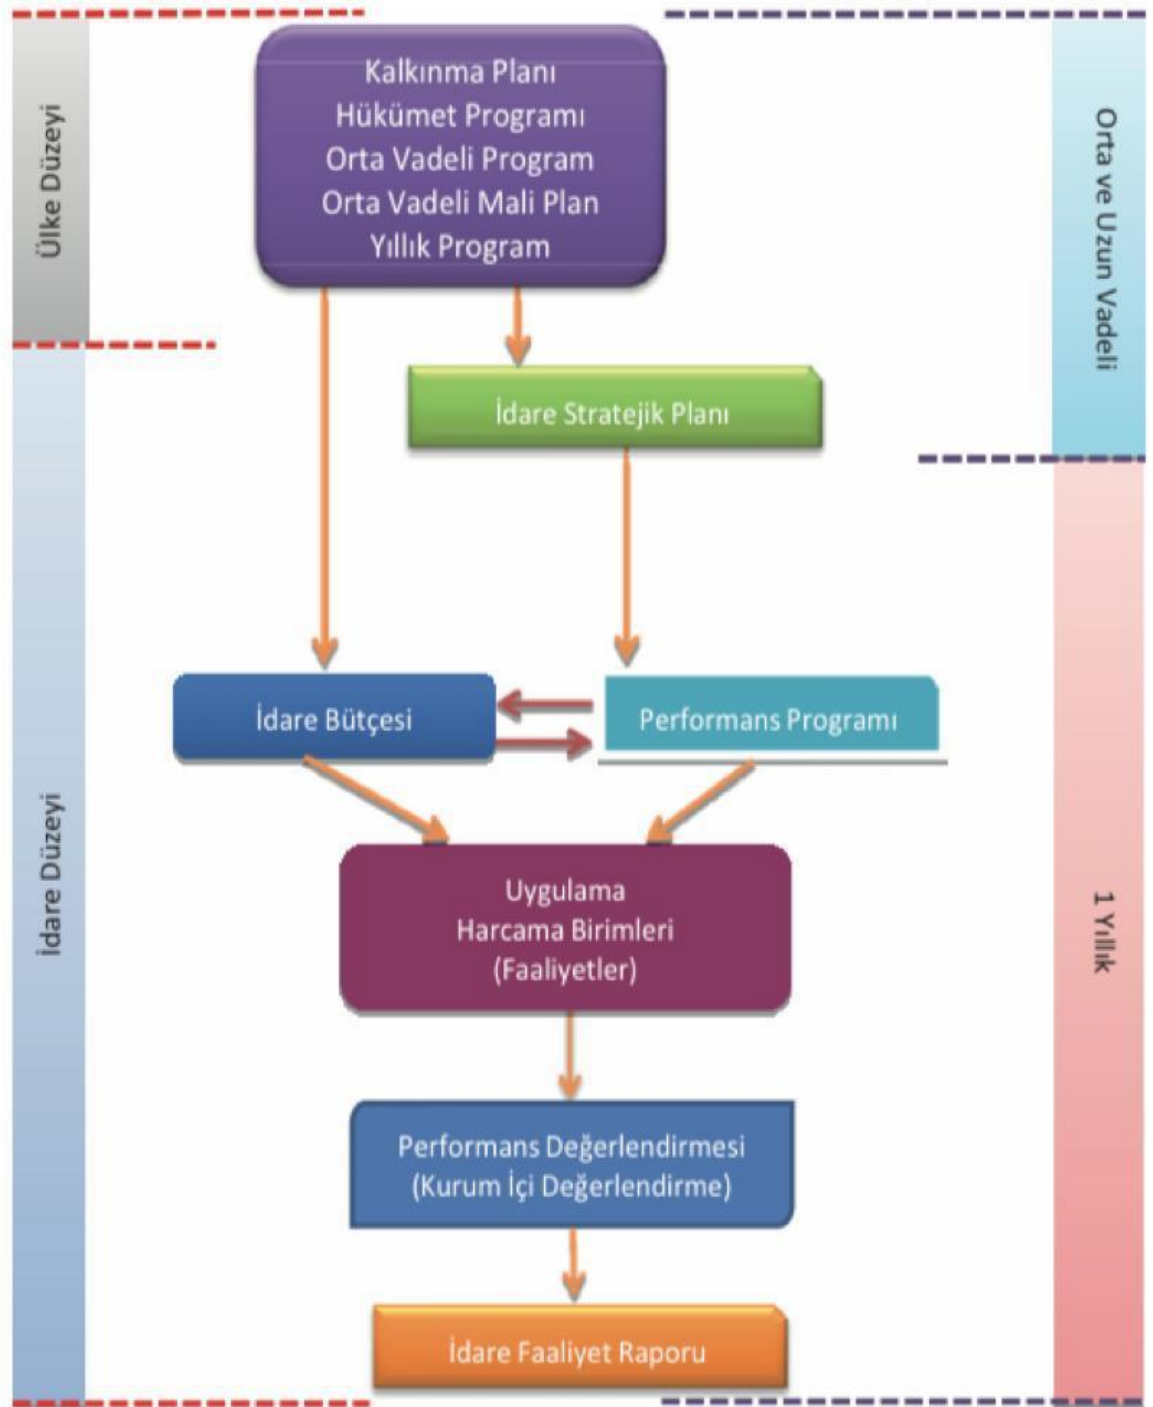 Ülke Düzeyi
Kalkınma Planı
Hükümet Programı
Orta Vadeli Program
Orta Vadeli Mali Plan
Yıllık Program
Orta ve Uzun Vadeli
İdare Stratejik Planı
İdare Düzeyi
İdare Bütçesi
Performans Programı
1 Yıllık
Uygulama
Harcama Birimleri
(Faaliyetler)
Performans Değerlendirmesi
(Kurum İçi Değerlendirme)
İdare Faaliyet Raporu